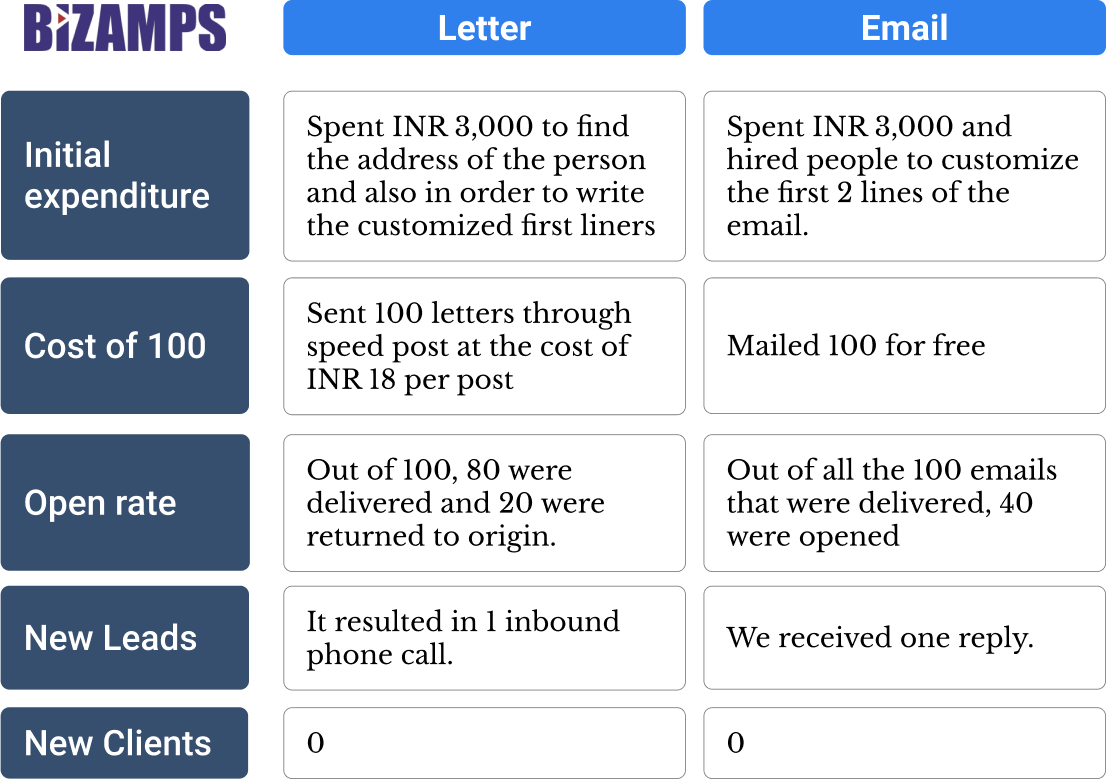 BiZAMPS
Letter
Email
Initial
expenditure
Spent INR 3,000 to find
the address of the person
and also in order to write
the customized first liners
Spent INR 3,000 and
hired people to customize
the first 2 lines of the
email.
Cost of 100
Sent 100 letters through
speed post at the cost of
INR 18 per post
Mailed 100 for free
Open rate
Out of 100, 80 were
delivered and 20 were
returned to origin.
Out of all the 100 emails
that were delivered, 40
were opened
New Leads
It resulted in 1 inbound
phone call.
We received one reply.
New Clients
0
0